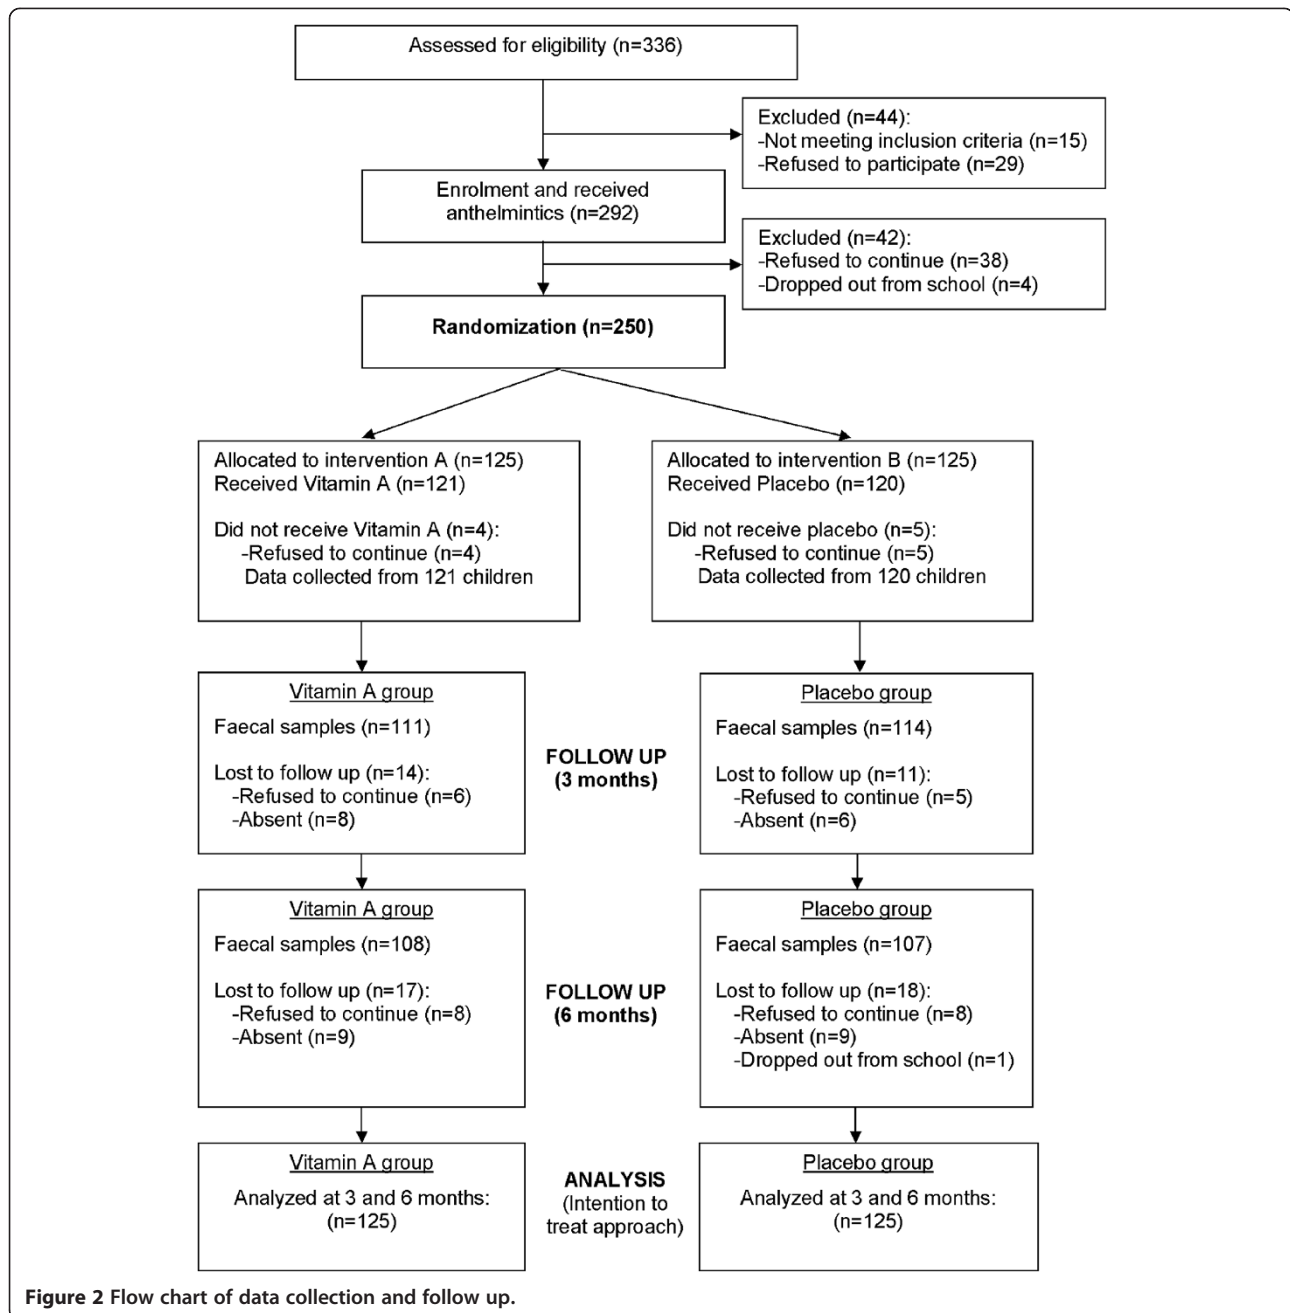 Assessed for eligibility (n=336)
Excluded (n=44):
-Not meeting inclusion criteria (n=15)
-Refused to participate (n=29)
Enrolment and received
anthelmintics (n=292)
Excluded (n=42):
-Refused to continue (n=38)
-Dropped out from school (n=4)
Randomization (n=250)
Allocated to intervention A (n=125)
Received Vitamin A (n=121)
Did not receive Vitamin A (n=4):
-Refused to continue (n=4)
Data collected from 121 children
Allocated to intervention B (n=125)
Received Placebo (n=120)
Did not receive placebo (n=5):
-Refused to continue (n=5)
Data collected from 120 children
Vitamin A group
Faecal samples (n=111)
Lost to follow up (n=14):
-Refused to continue (n=6)
-Absent (n=8)
FOLLOW UP
(3 months)
Placebo group
Faecal samples (n=114)
Lost to follow up (n=11):
-Refused to continue (n=5)
-Absent (n=6)
Vitamin A group
Faecal samples (n=108)
Lost to follow up (n=17):
-Refused to continue (n=8)
-Absent (n=9)
FOLLOW UP
(6 months)
Placebo group
Faecal samples (n=107)
Lost to follow up (n=18):
-Refused to continue (n=8)
-Absent (n=9)
-Dropped out from school (n=1)
Vitamin A group
Analyzed at 3 and 6 months:
(n=125)
ANALYSIS
(Intention to
treat approach)
Placebo group
Analyzed at 3 and 6 months:
(n=125)
Figure 2 Flow chart of data collection and follow up.